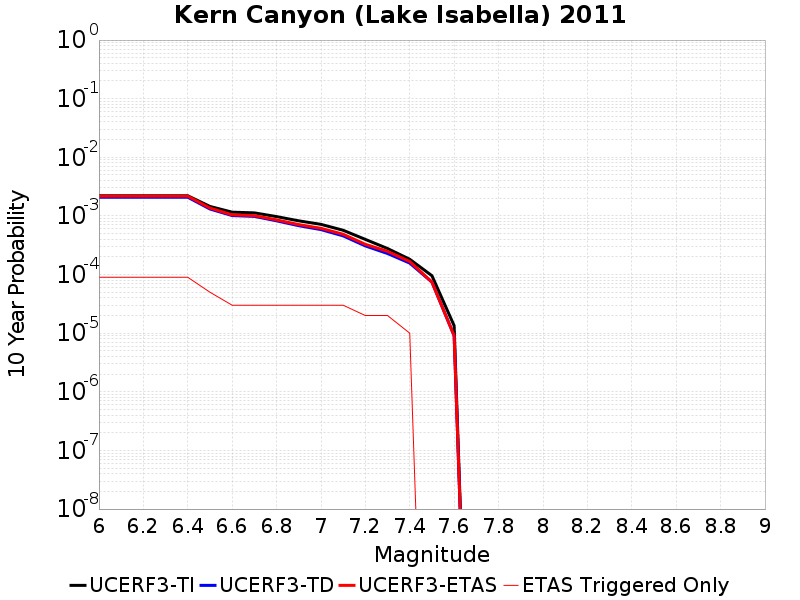 Kern Canyon (Lake Isabella) 2011
10 Year Probability
10^0
10^-1
10^-2
10^-3
10^-4
10^-5
10^-6
10^-7
10^-8
6 6.2 6.4 6.6 6.8 7 7.2 7.4 7.6 7.8 8 8.2 8.4 8.6 8.8 9
Magnitude
UCERF3-TI UCERF3-TD UCERF3-ETAS ETAS Triggered Only